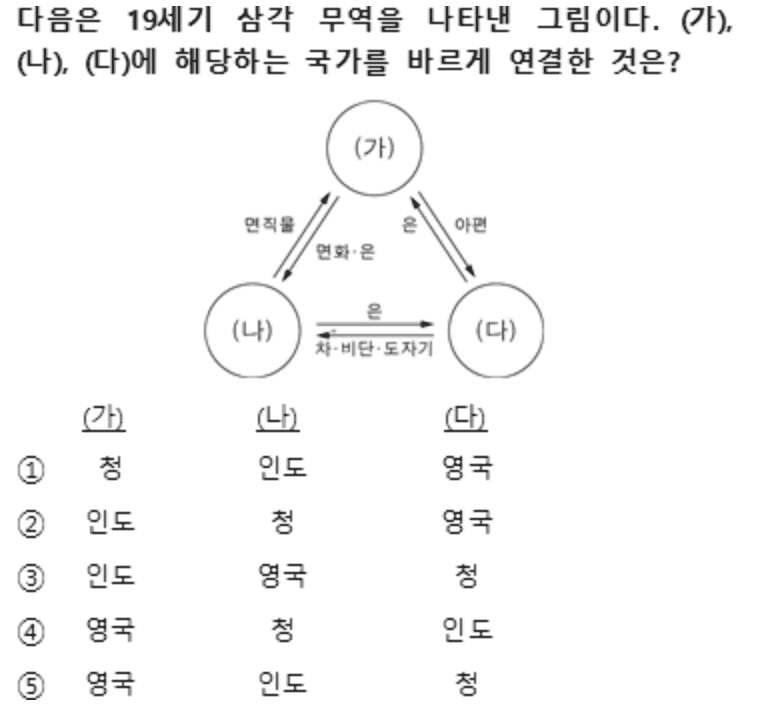 다음은 19세기 삼각 무역을 나타낸 그림이다. (가),
(나), (다)에 해당하는 국가를 바르게 연결한 것은?
(가)
면직물 은 아편
면화·은
(나) 은 (다)
차·비단·도자기
(가) (나) (다)
① 청 인도 영국
② 인도 청 영국
③ 인도 영국 청
④ 영국 청 인도
⑤ 영국 인도 청